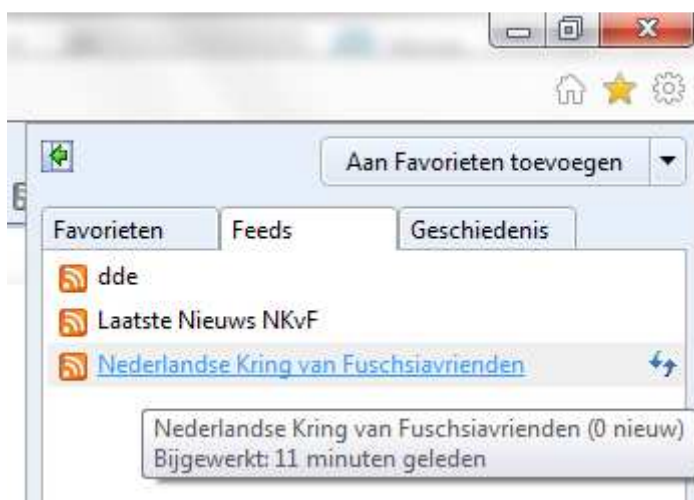 Aan Favorieten toevoegen
Favorieten Feeds Geschiedenis
dde
Laatste Nieuws NKvF
Nederlandse Kring van Fuschsiavrienden
Nederlandse Kring van Fuschsiavrienden (0 nieuw)
Bijgewerkt: 11 minuten geleden